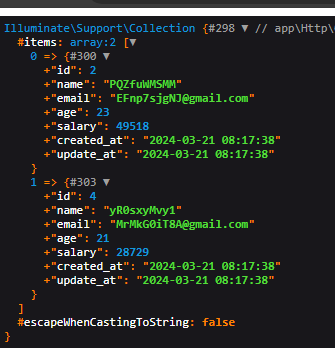 Illuminate\Support\Collection {#298 ▼ // app\Http\
#items: array:2 [▼
0 => {#300 ▼
+"id": 2
+"name": "PQZfuWMSMM"
+"email": "EFnp7sjgNJ@gmail.com"
+"age": 23
+"salary": 49518
+"created_at": "2024-03-21 08:17:38"
+"update_at": "2024-03-21 08:17:38"
}
1 => {#303 ▼
+"id": 4
+"name": "yR0sxyMvy1"
+"email": "MrMkG0iT8A@gmail.com"
+"age": 21
+"salary": 28729
+"created_at": "2024-03-21 08:17:38"
+"update_at": "2024-03-21 08:17:38"
}
]
#escapeWhenCastingToString: false
}